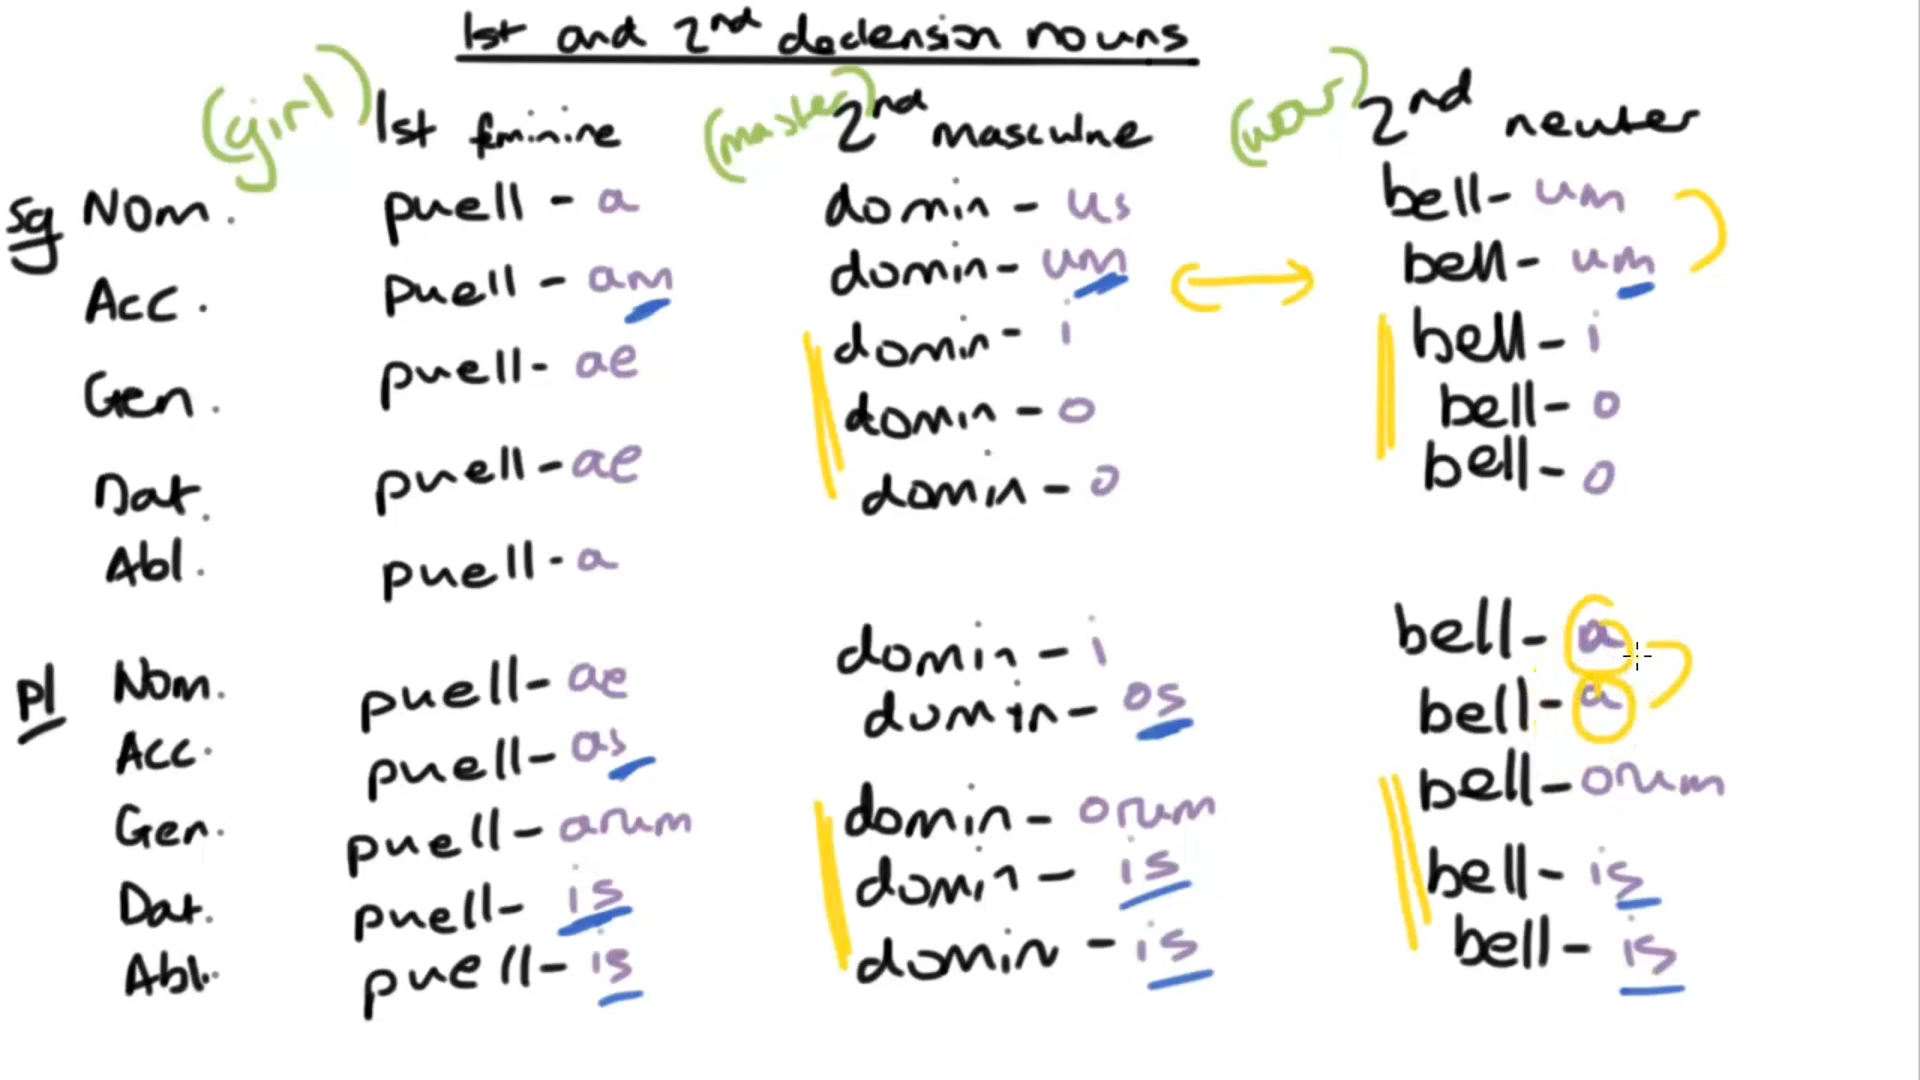 1st and 2nd declension nouns
(girl) 1st feminine (master) 2nd masculine (war) 2nd neuter
sg Nom. puell - a domin - us bell - um
Acc. puell - am domin - um bell - um
Gen. puell - ae domin - i bell - i
Dat. puell - ae domin - o bell - o
Abl. puell - a domin - o bell - o
pl Nom. puell - ae domin - i bell - a
Acc. puell - as domin - os bell - a
Gen. puell - arum domin - orum bell - orum
Dat. puell - is domin - is bell - is
Abl. puell - is domin - is bell - is